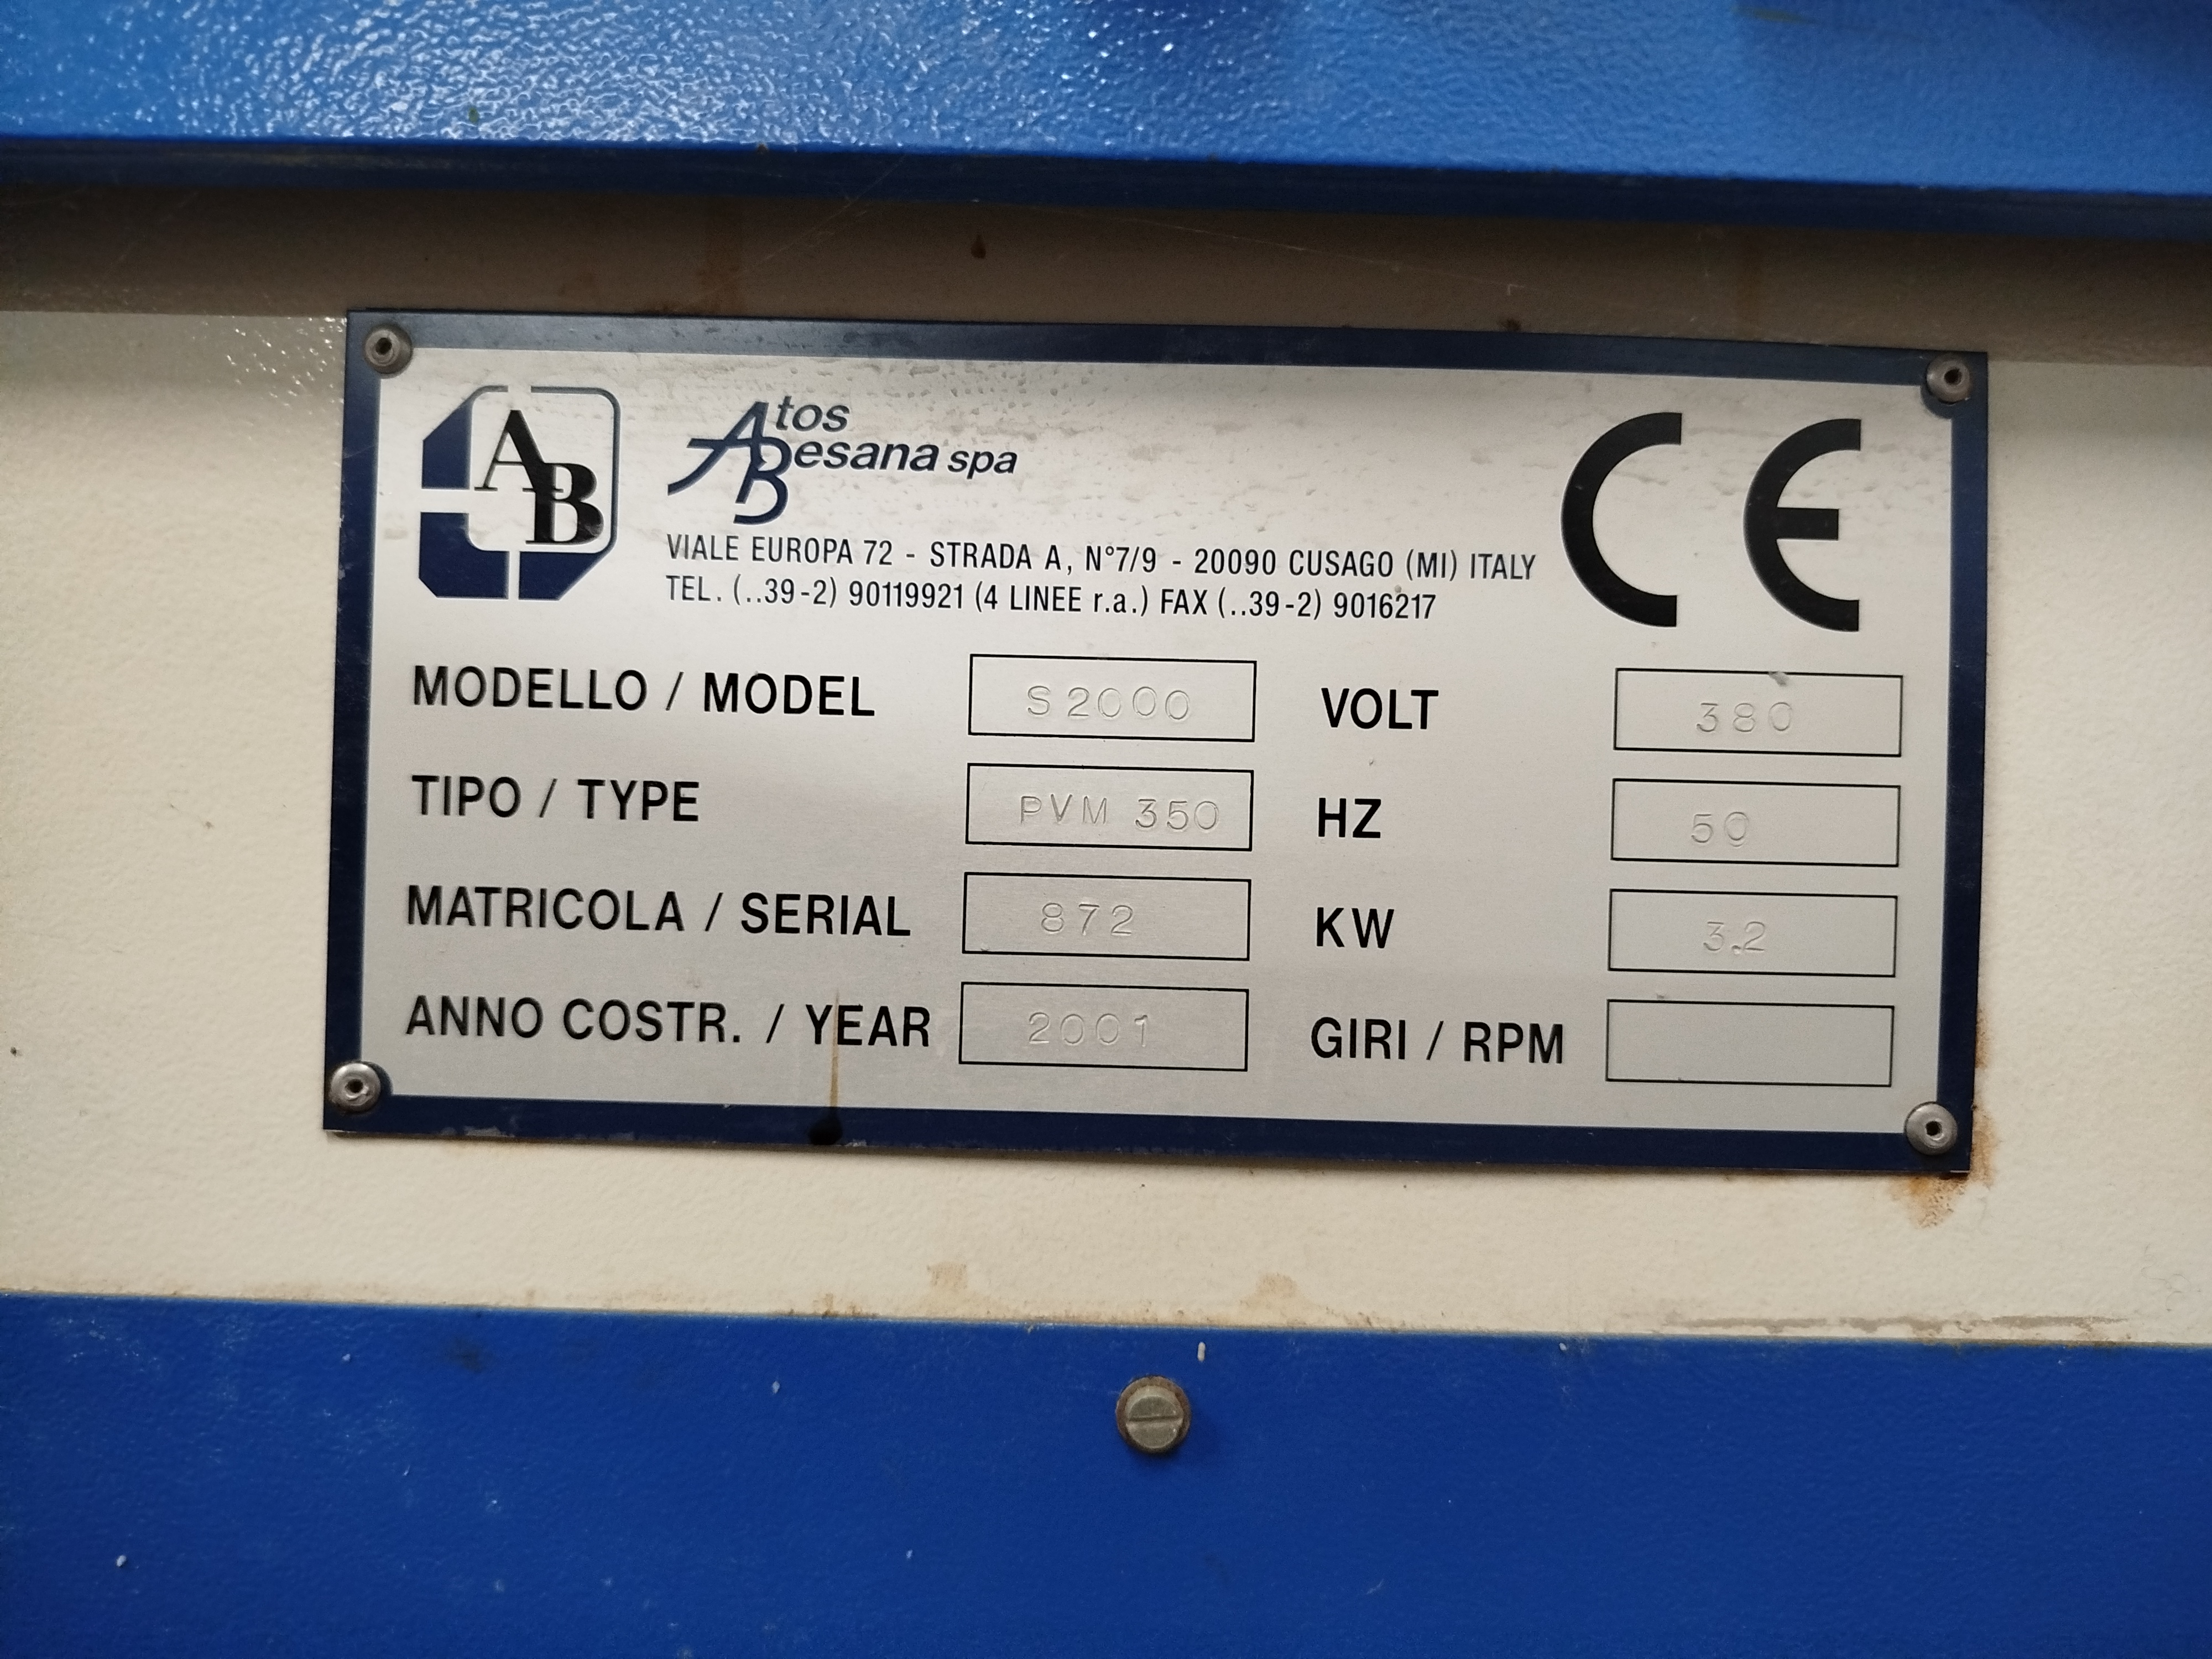 AB
Atos
Besana spa
CE
VIALE EUROPA 72 - STRADA A, N°7/9 - 20090 CUSAGO (MI) ITALY
TEL. (..39-2) 90119921 (4 LINEE r.a.) FAX (..39-2) 9016217
MODELLO / MODEL S2000 VOLT 380
TIPO / TYPE PVM 350 HZ 50
MATRICOLA / SERIAL 872 KW 3.2
ANNO COSTR. / YEAR 2001 GIRI / RPM